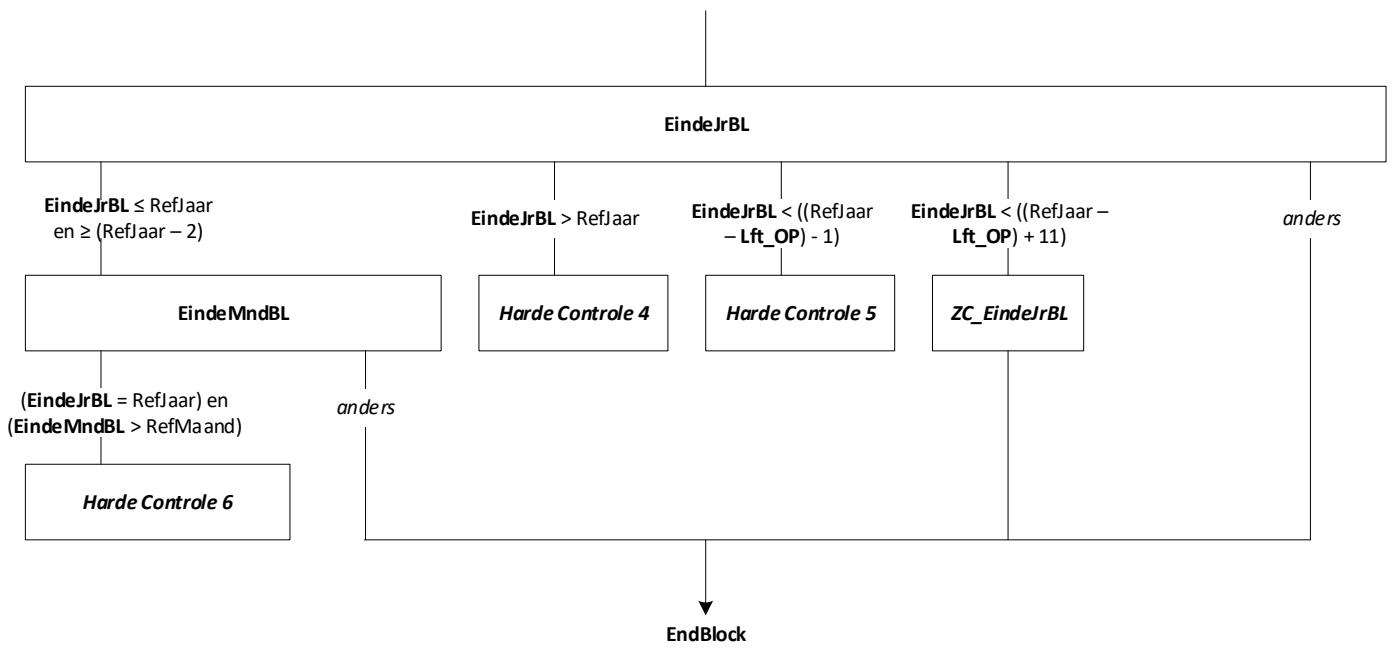 EindeJrBL
EindeJrBL ≤ RefJaar
en ≥ (RefJaar – 2)
EindeJrBL > RefJaar
EindeJrBL < ((RefJaar
– Lft_OP) - 1)
EindeJrBL < ((RefJaar –
Lft_OP) + 11)
anders
EindeMndBL
Harde Controle 4
Harde Controle 5
ZC_EindeJrBL
(EindeJrBL = RefJaar) en
(EindeMndBL > RefMaand)
anders
Harde Controle 6
EndBlock